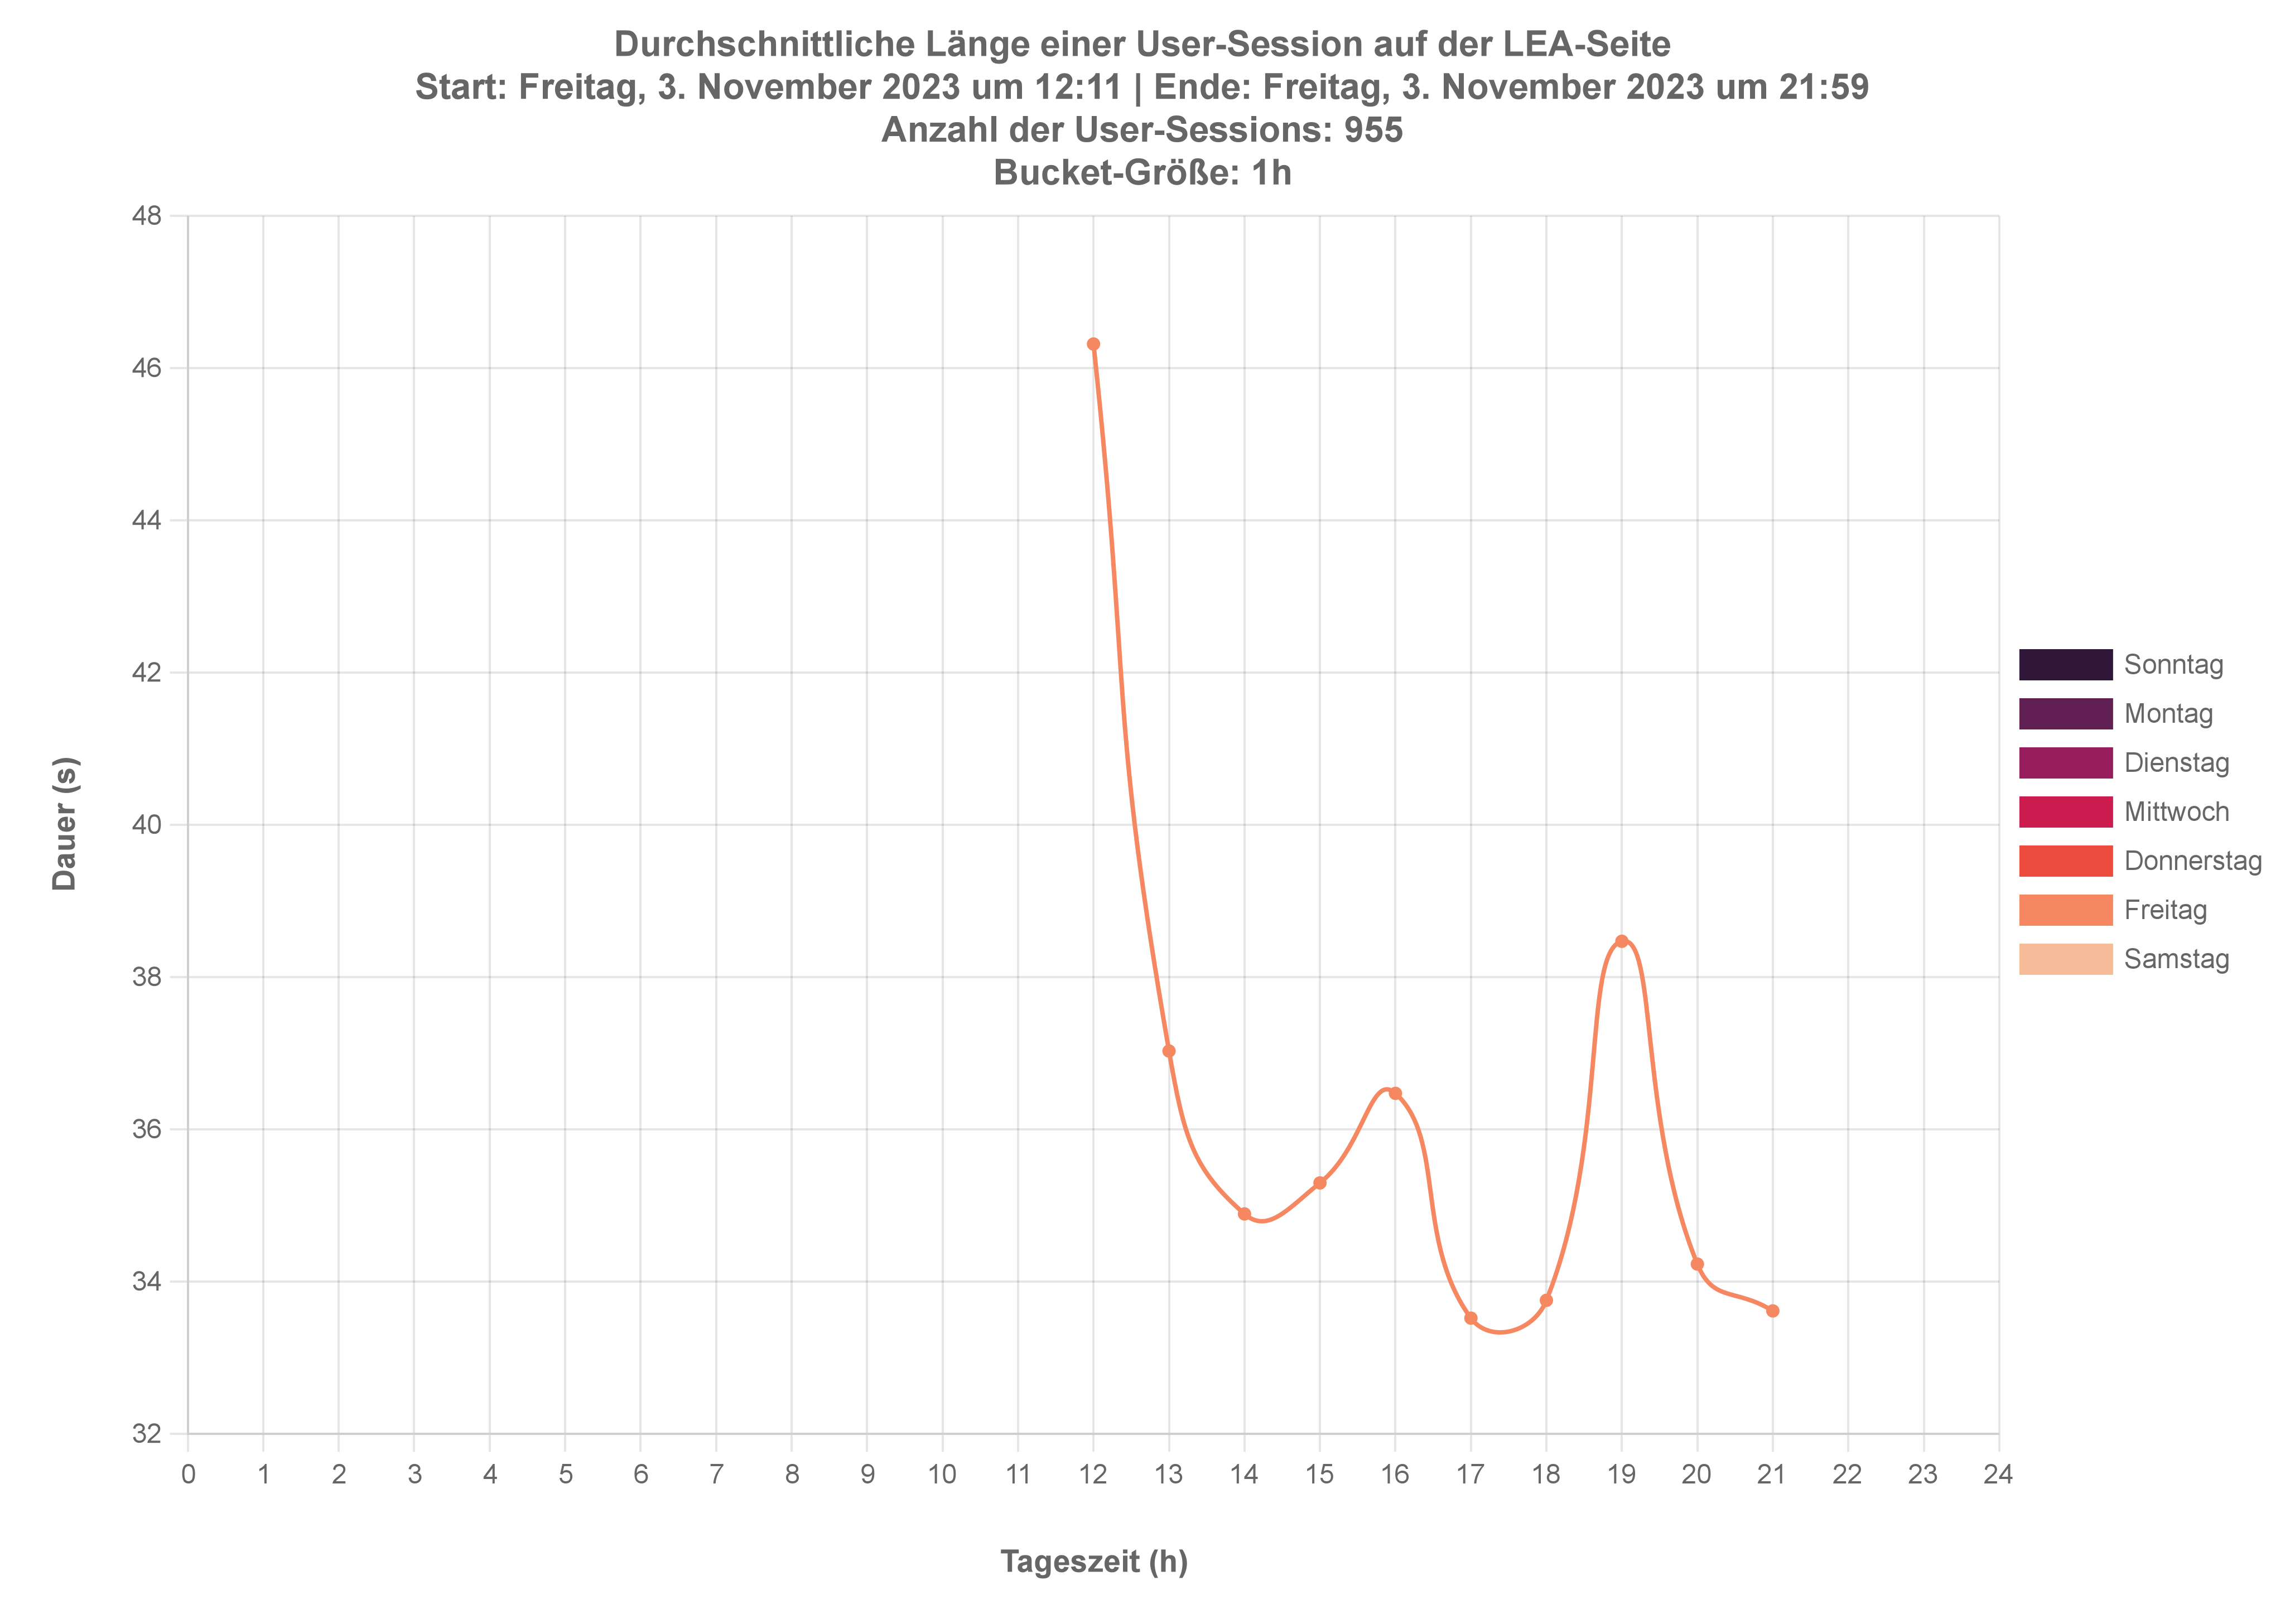 Durchschnittliche Länge einer User-Session auf der LEA-Seite
Start: Freitag, 3. November 2023 um 12:11 | Ende: Freitag, 3. November 2023 um 21:59
Anzahl der User-Sessions: 955
Bucket-Größe: 1h
48
46
44
42
40
38
36
34
32
Dauer (s)
0 1 2 3 4 5 6 7 8 9 10 11 12 13 14 15 16 17 18 19 20 21 22 23 24
Tageszeit (h)
Sonntag
Montag
Dienstag
Mittwoch
Donnerstag
Freitag
Samstag